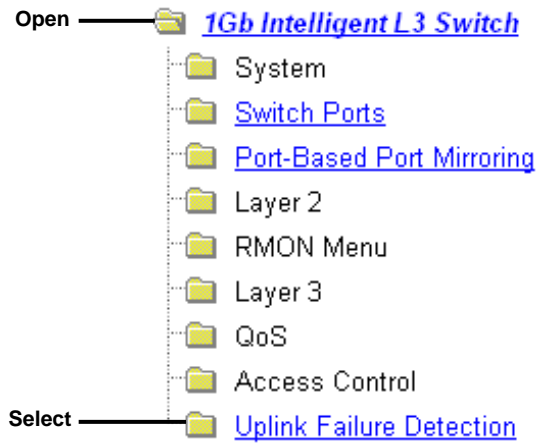 Open 1Gb Intelligent L3 Switch
System
Switch Ports
Port-Based Port Mirroring
Layer 2
RMON Menu
Layer 3
QoS
Access Control
Select Uplink Failure Detection